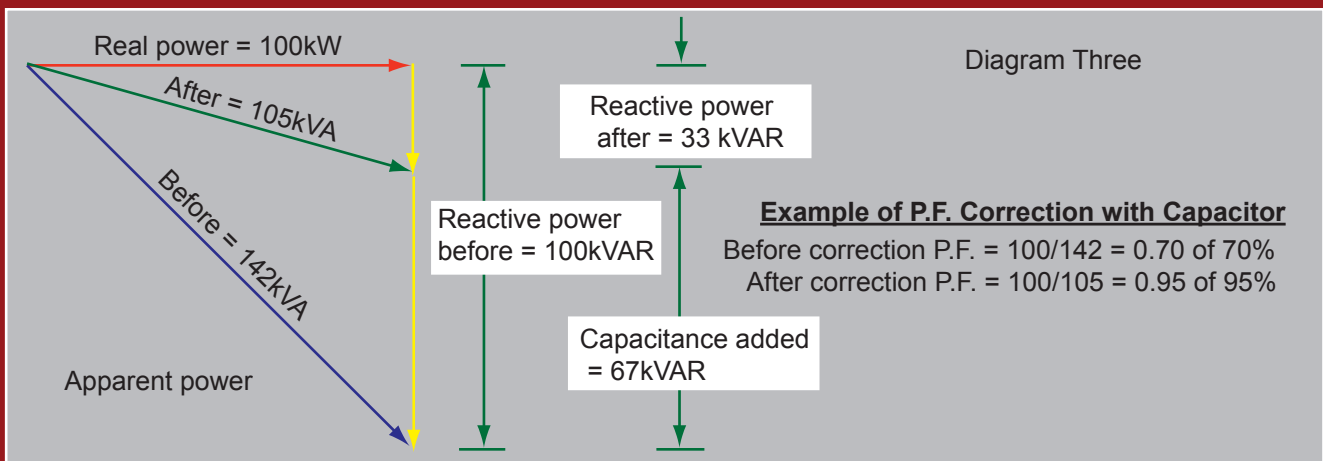 Real power = 100kW
After = 105kVA
Before = 142kVA
Apparent power
Reactive power
before = 100kVAR
Reactive power
after = 33 kVAR
Capacitance added
= 67kVAR
Diagram Three
Example of P.F. Correction with Capacitor
Before correction P.F. = 100/142 = 0.70 of 70%
After correction P.F. = 100/105 = 0.95 of 95%